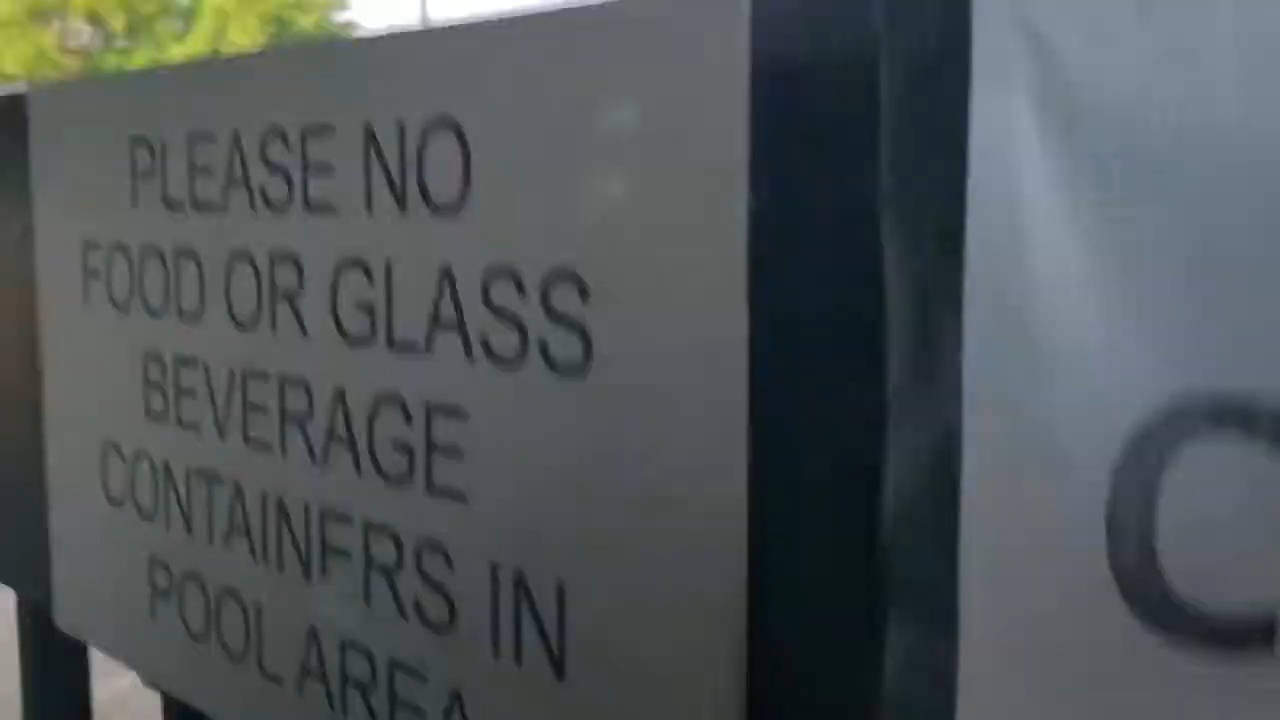 PLEASE NO
FOOD OR GLASS
BEVERAGE
CONTAINERS IN
POOL AREA
C